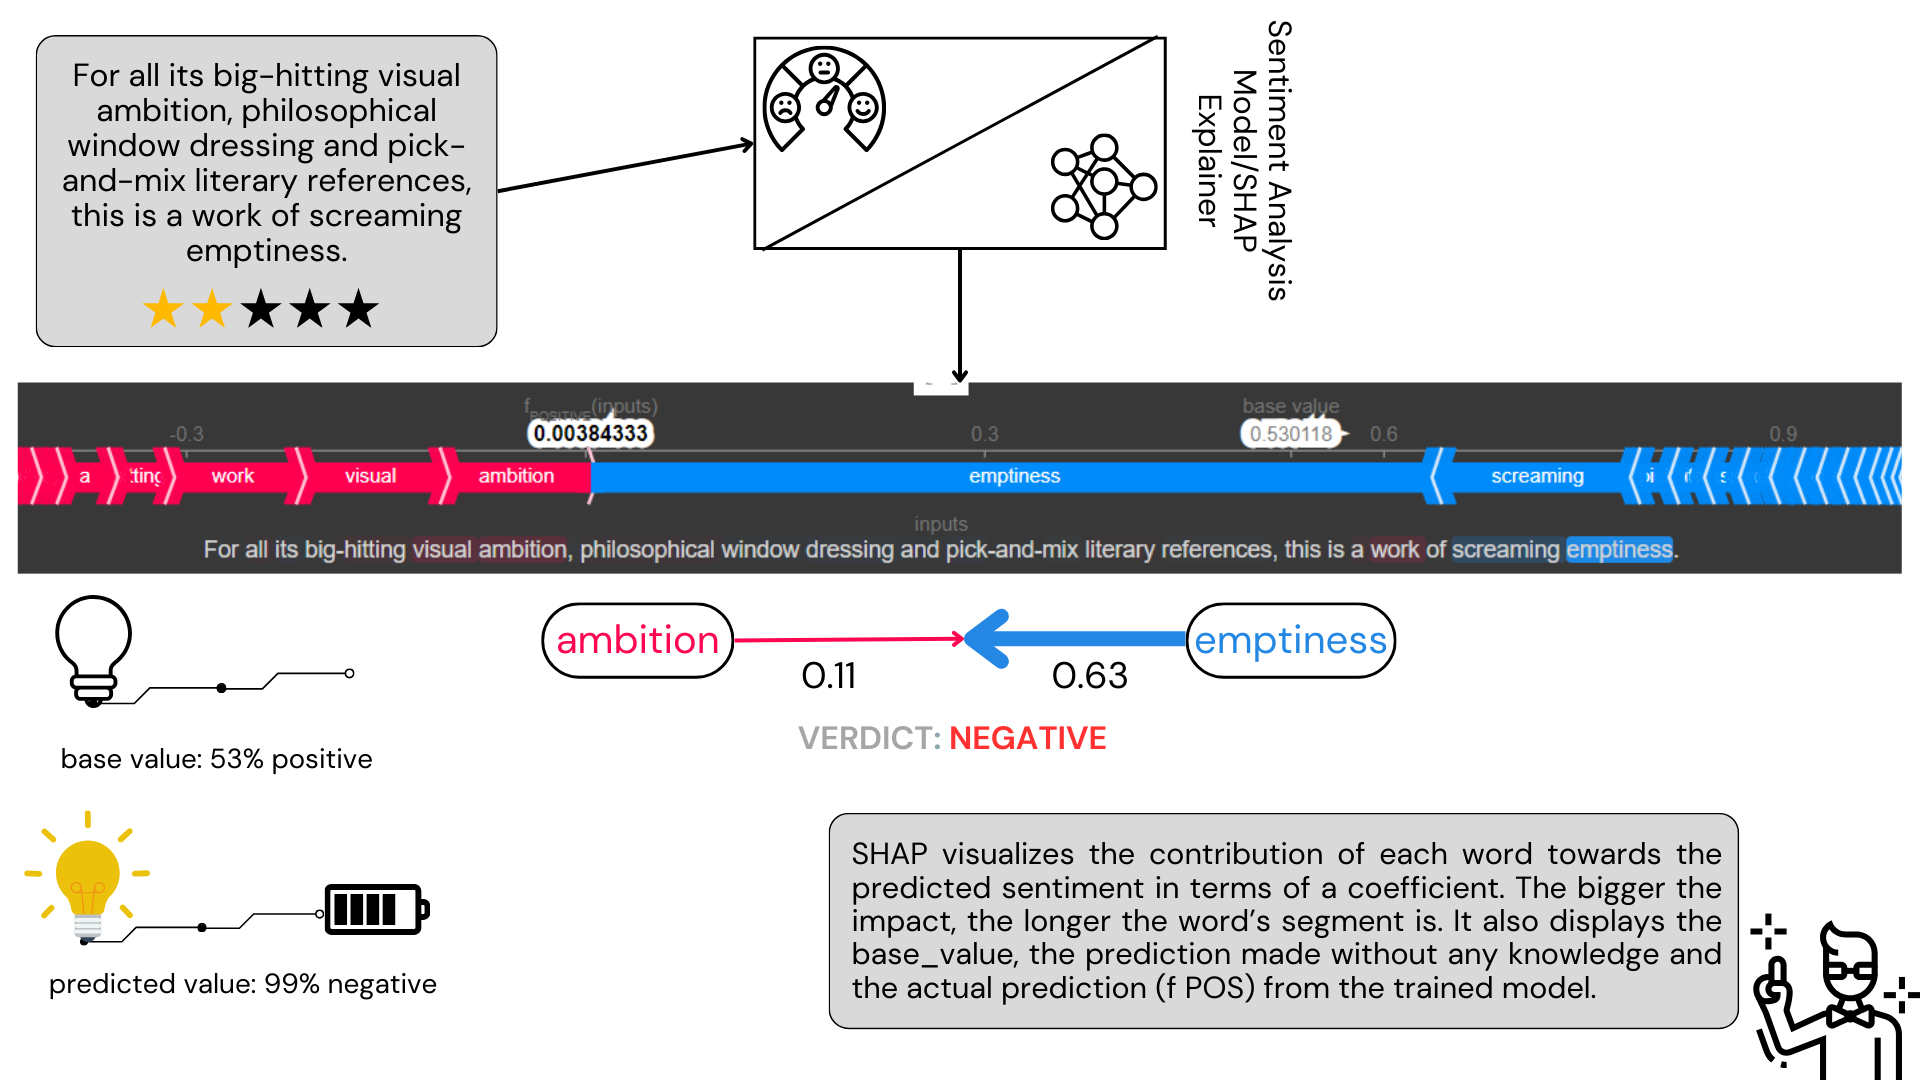 For all its big-hitting visual
ambition, philosophical
window dressing and pick-
and-mix literary references,
this is a work of screaming
emptiness.
Sentiment Analysis
Model/SHAP
Explainer
f POSITIVE (inputs)
base value
-0.3
0.00384333
0.3
0.530118
0.6
0.9
a
tting
work
visual
ambition
emptiness
screaming
inputs
For all its big-hitting visual ambition, philosophical window dressing and pick-and-mix literary references, this is a work of screaming emptiness.
ambition
emptiness
0.11
0.63
VERDICT: NEGATIVE
base value: 53% positive
predicted value: 99% negative
SHAP visualizes the contribution of each word towards the
predicted sentiment in terms of a coefficient. The bigger the
impact, the longer the word's segment is. It also displays the
base_value, the prediction made without any knowledge and
the actual prediction (f POS) from the trained model.